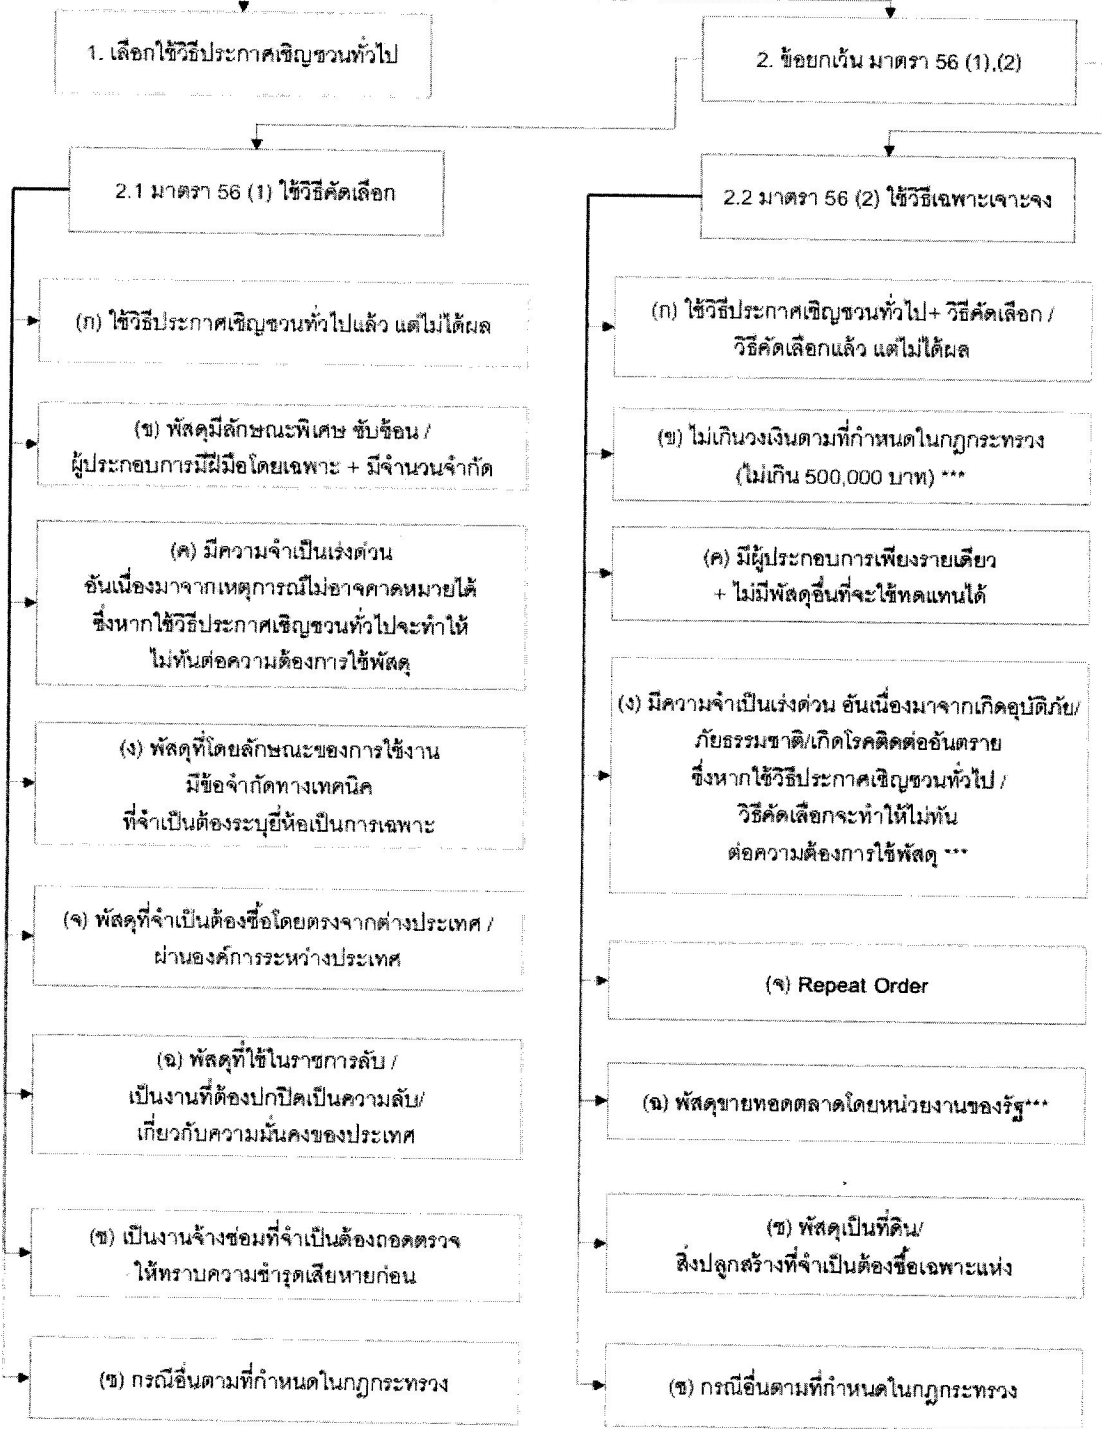 1. เลือกใช้วิธีประกาศเชิญชวนทั่วไป
2. ข้อยกเว้น มาตรา 56 (1),(2)
2.1 มาตรา 56 (1) ใช้วิธีคัดเลือก
(ก) ใช้วิธีประกาศเชิญชวนทั่วไปแล้ว แต่ไม่ได้ผล
(ข) พัสดุมีลักษณะพิเศษ ซับซ้อน /
ผู้ประกอบการมีฝีมือโดยเฉพาะ + มีจำนวนจำกัด
(ค) มีความจำเป็นเร่งด่วน
อันเนื่องมาจากเหตุการณ์ไม่อาจคาดหมายได้
ซึ่งหากใช้วิธีประกาศเชิญชวนทั่วไปจะทำให้
ไม่ทันต่อความต้องการใช้พัสดุ
(ง) พัสดุที่โดยลักษณะของการใช้งาน
มีข้อจำกัดทางเทคนิค
ที่จำเป็นต้องระบุยี่ห้อเป็นการเฉพาะ
(จ) พัสดุที่จำเป็นต้องซื้อโดยตรงจากต่างประเทศ /
ผ่านองค์การระหว่างประเทศ
(ฉ) พัสดุที่ใช้ในราชการลับ /
เป็นงานที่ต้องปกปิดเป็นความลับ/
เกี่ยวกับความมั่นคงของประเทศ
(ช) เป็นงานจ้างซ่อมที่จำเป็นต้องถอดตรวจ
ให้ทราบความชำรุดเสียหายก่อน
(ซ) กรณีอื่นตามที่กำหนดในกฎกระทรวง
2.2 มาตรา 56 (2) ใช้วิธีเฉพาะเจาะจง
(ก) ใช้วิธีประกาศเชิญชวนทั่วไป+ วิธีคัดเลือก /
วิธีคัดเลือกแล้ว แต่ไม่ได้ผล
(ข) ไม่เกินวงเงินตามที่กำหนดในกฎกระทรวง
(ไม่เกิน 500,000 บาท) ***
(ค) มีผู้ประกอบการเพียงรายเดียว
+ ไม่มีพัสดุอื่นที่จะใช้ทดแทนได้
(ง) มีความจำเป็นเร่งด่วน อันเนื่องมาจากเกิดอุบัติภัย/
ภัยธรรมชาติ/เกิดโรคติดต่ออันตราย
ซึ่งหากใช้วิธีประกาศเชิญชวนทั่วไป /
วิธีคัดเลือกจะทำให้ไม่ทัน
ต่อความต้องการใช้พัสดุ ***
(จ) Repeat Order
(ฉ) พัสดุขายทอดตลาดโดยหน่วยงานของรัฐ***
(ช) พัสดุเป็นที่ดิน/
สิ่งปลูกสร้างที่จำเป็นต้องซื้อเฉพาะแห่ง
(ซ) กรณีอื่นตามที่กำหนดในกฎกระทรวง